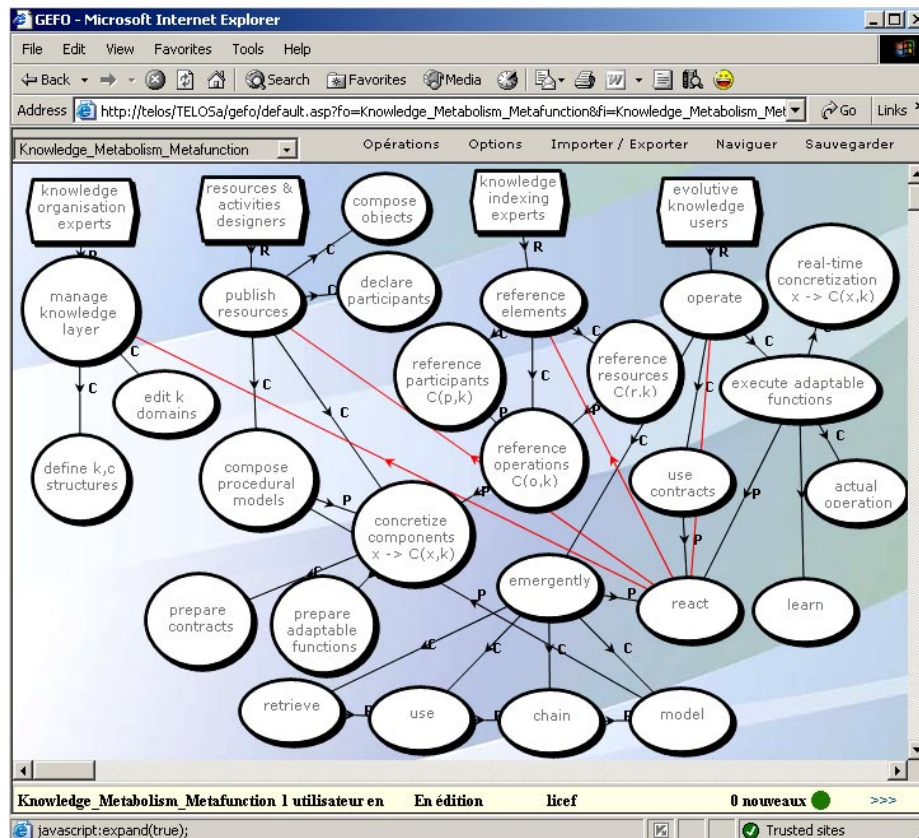 GEFO - Microsoft Internet Explorer
File Edit View Favorites Tools Help
Back Search Favorites Media
Address http://telos/TELOSa/gefo/default.asp?fo=Knowledge_Metabolism_Metafunction&fi=Knowledge_Metabolism_Met Go Links
Knowledge_Metabolism_Metafunction Opérations Options Importer / Exporter Naviguer Sauvegarder
knowledge
organisation
experts
resources &
activities
designers
compose
objects
knowledge
indexing
experts
evolutive
knowledge
users
real-time
concretization
x -> C(x,k)
P
R
C
R
R
manage
knowledge
layer
publish
resources
C
declare
participants
reference
elements
operate
C
C
C
C
C
reference
participants
C(p,k)
C
reference
resources
C(r.k)
C
execute adaptable
functions
C
C
edit k
domains
C
C
P
P
C
C
define k,c
structures
compose
procedural
models
reference
operations
C(o,k)
use
contracts
actual
operation
P
P
P
concretize
components
x -> C(x,k)
P
C
prepare
contracts
prepare
adaptable
functions
emergently
P
P
react
learn
C
C
C
C
retrieve
P
use
P
chain
P
model
Knowledge_Metabolism_Metafunction 1 utilisateur en En édition licef 0 nouveaux >>>
javascript:expand(true); Trusted sites